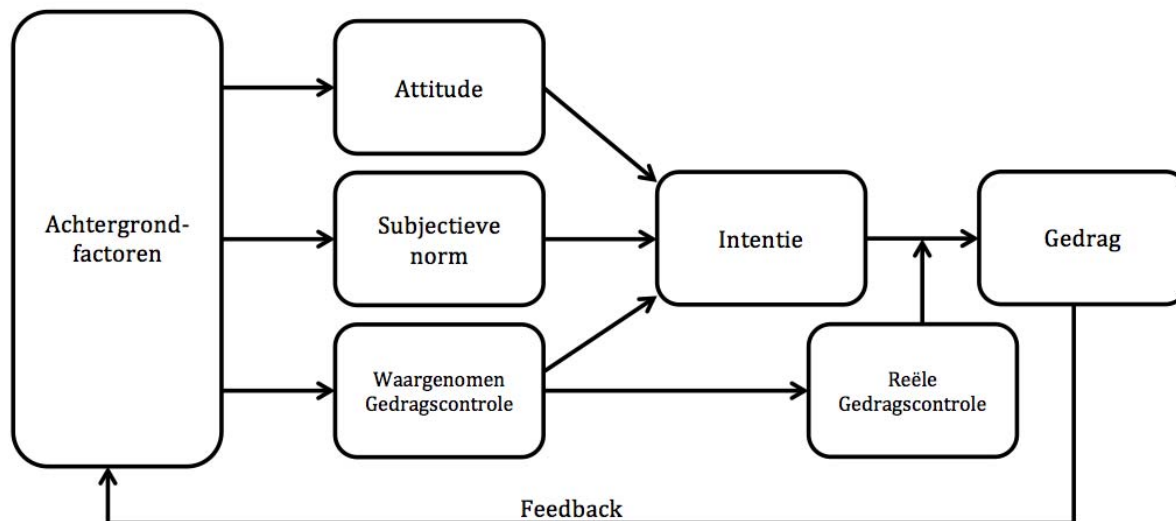 Attitude
Achtergrond-
factoren
Subjectieve
norm
Intentie
Gedrag
Waargenomen
Gedragscontrole
Reële
Gedragscontrole
Feedback